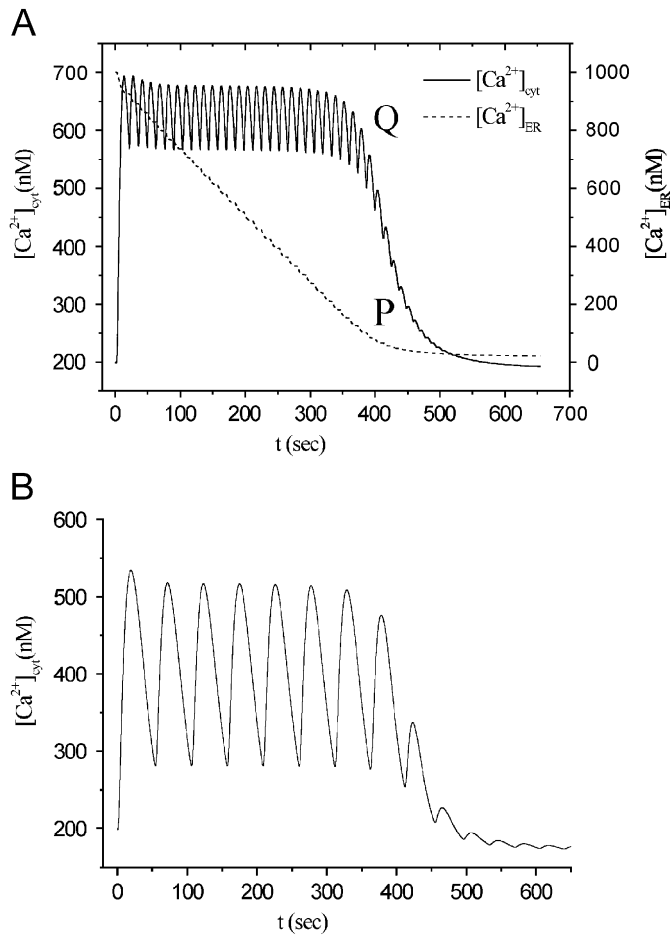 A
[Ca²⁺]cyt
[Ca²⁺]ER
Q
P
700
600
500
400
300
200
[Ca²⁺]cyt(nM)
1000
800
600
400
200
0
[Ca²⁺]ER(nM)
0 100 200 300 400 500 600 700
t (sec)
B
600
500
400
300
200
[Ca²⁺]cyt(nM)
0 100 200 300 400 500 600
t (sec)